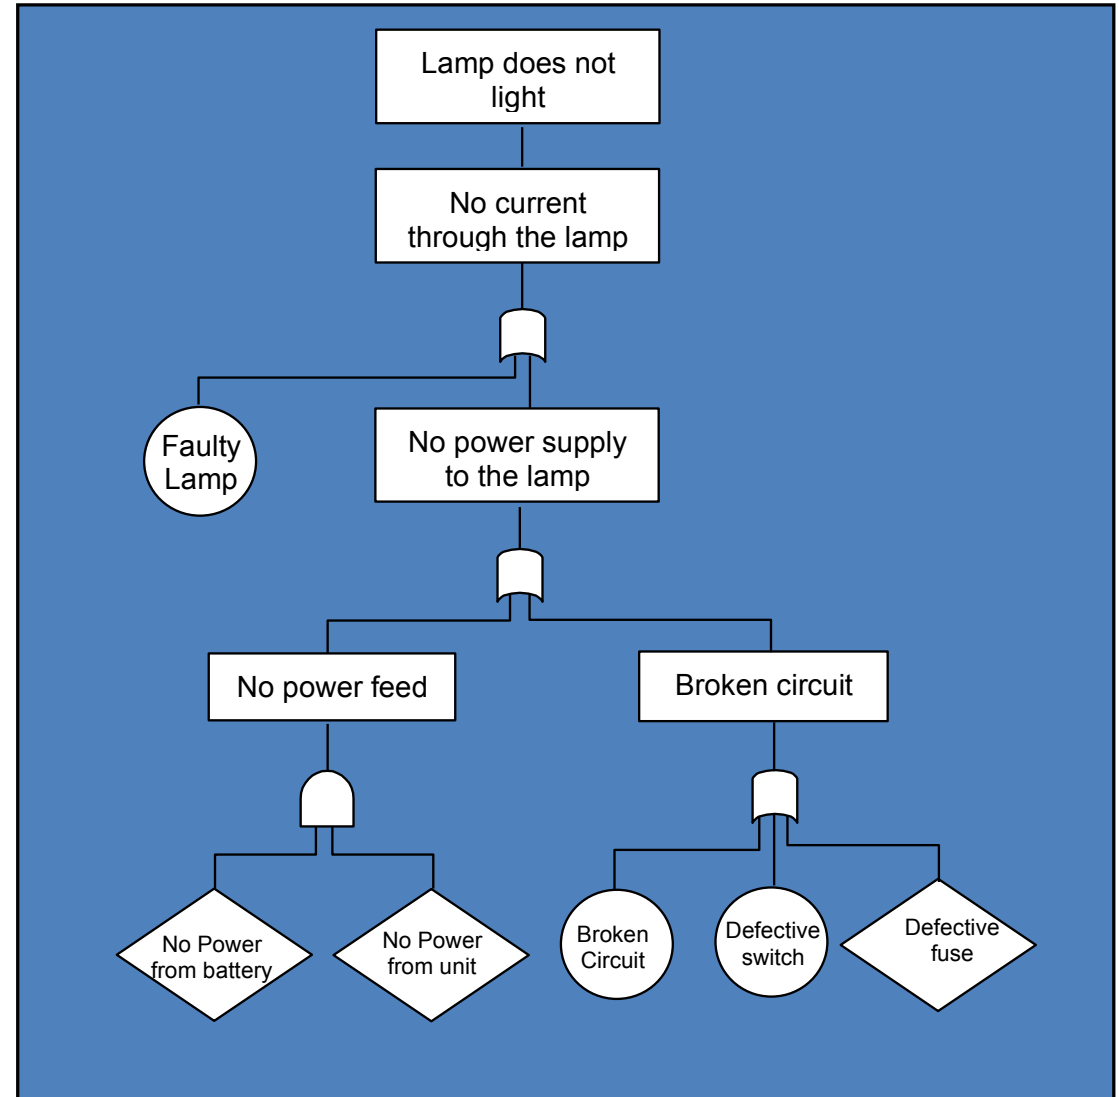 Lamp does not
light
No current
through the lamp
Faulty
Lamp
No power supply
to the lamp
No power feed
Broken circuit
No Power
from battery
No Power
from unit
Broken
Circuit
Defective
switch
Defective
fuse